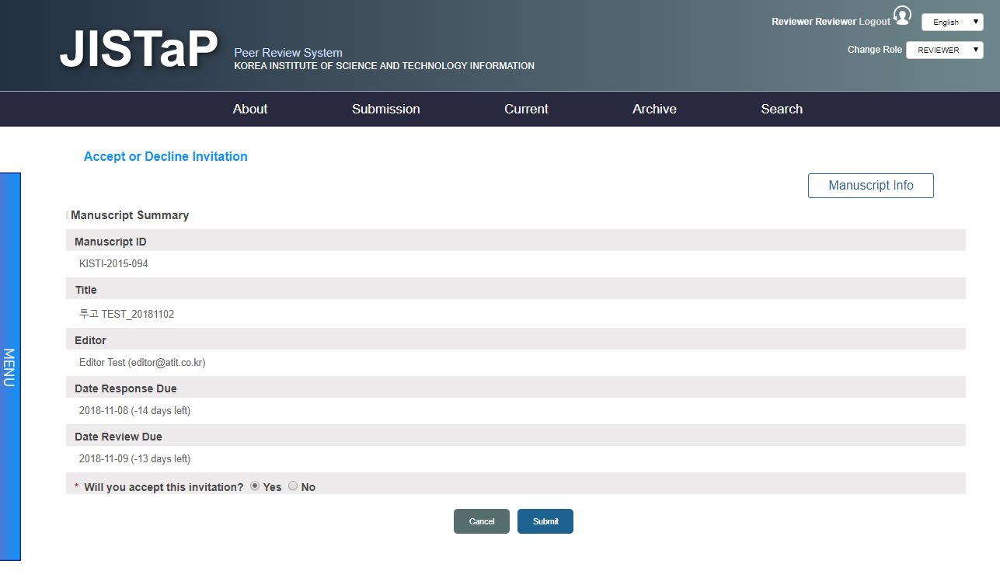 JISTaP
Peer Review System
KOREA INSTITUTE OF SCIENCE AND TECHNOLOGY INFORMATION
Reviewer Reviewer Logout
English
Change Role
REVIEWER
About Submission Current Archive Search
MENU
Accept or Decline Invitation
Manuscript Info
Manuscript Summary
Manuscript ID
KISTI-2015-094
Title
투고 TEST_20181102
Editor
Editor Test (editor@atit.co.kr)
Date Response Due
2018-11-08 (-14 days left)
Date Review Due
2018-11-09 (-13 days left)
* Will you accept this invitation? Yes No
Cancel Submit